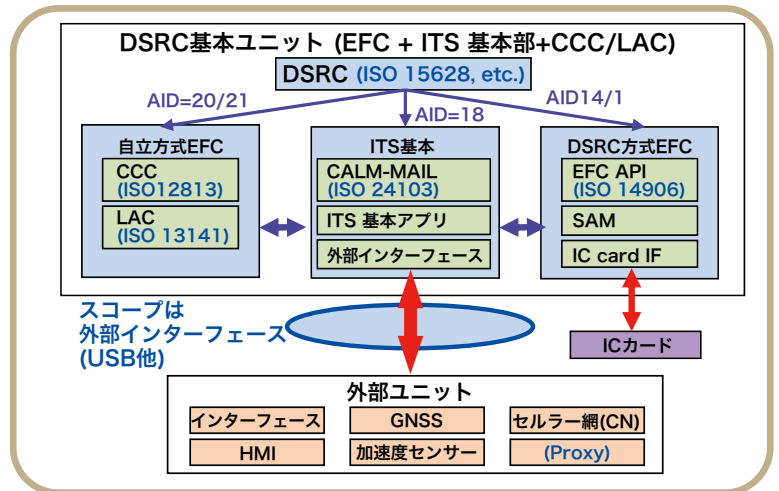 DSRC基本ユニット (EFC + ITS 基本部+CCC/LAC)
DSRC (ISO 15628, etc.)
AID=20/21
AID=18
AID14/1
自立方式EFC
CCC
(ISO12813)
LAC
(ISO 13141)
ITS基本
CALM-MAIL
(ISO 24103)
ITS 基本アプリ
外部インターフェース
DSRC方式EFC
EFC API
(ISO 14906)
SAM
IC card IF
スコープは
外部インターフェース
(USB他)
ICカード
外部ユニット
インターフェース
GNSS
セルラー網(CN)
HMI
加速度センサー
(Proxy)